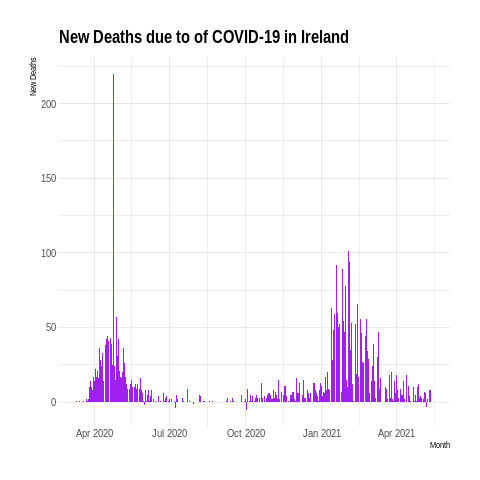 New Deaths due to of COVID-19 in Ireland
New Deaths
200
150
100
50
0
Apr 2020 Jul 2020 Oct 2020 Jan 2021 Apr 2021
Month